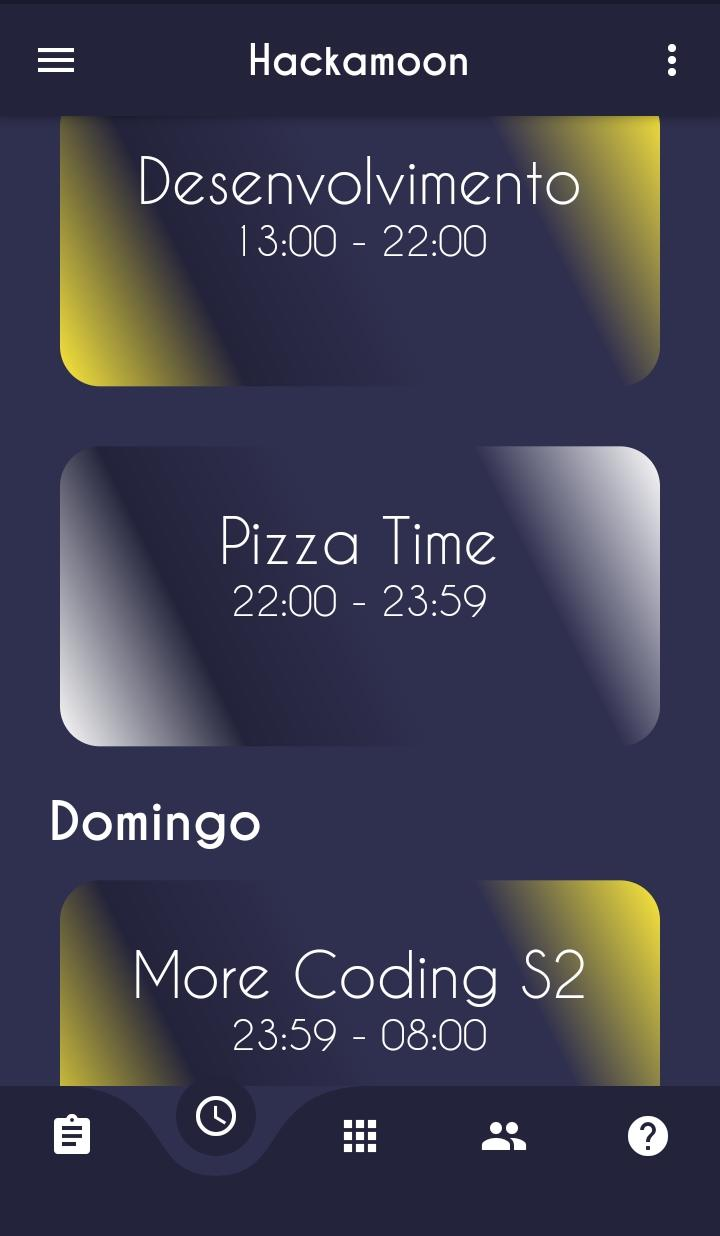 Hackamoon
Desenvolvimento
13:00 - 22:00
Pizza Time
22:00 - 23:59
Domingo
More Coding S2
23:59 - 08:00